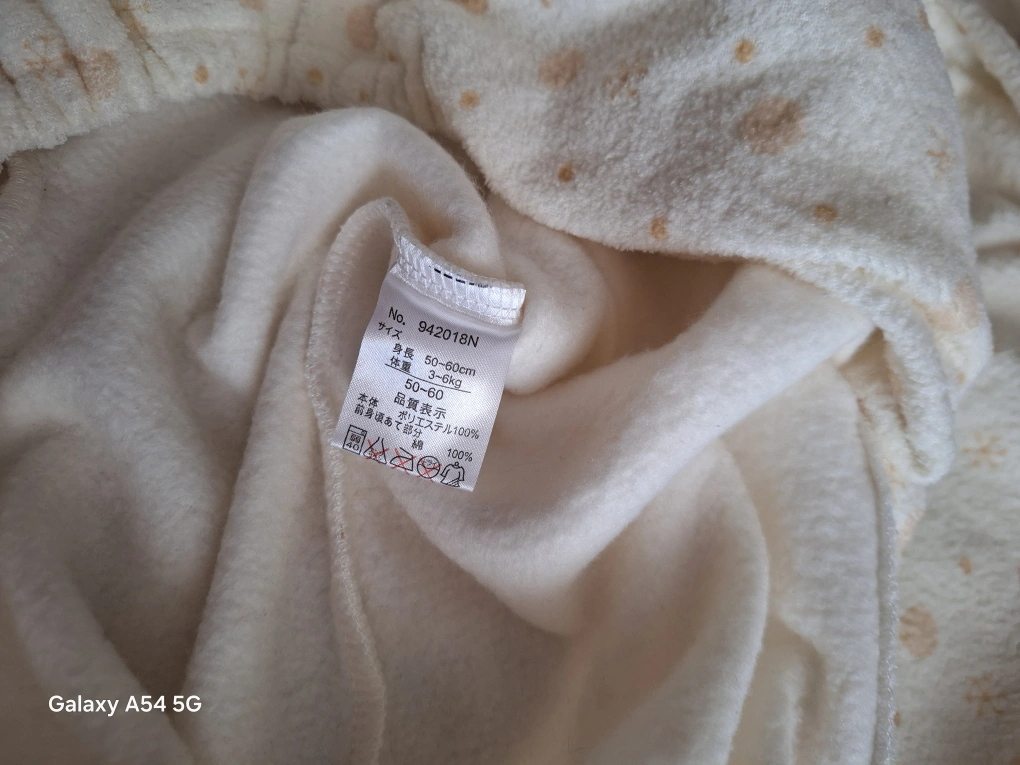 No. 942018N
サイズ
身長 50~60cm
体重 3~6kg
50~60
品質表示
本体 ポリエステル100%
前身頃あて部分
綿 100%
40
Galaxy A54 5G